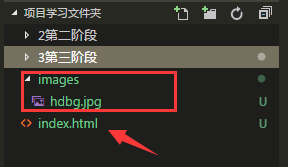 项目学习文件夹
2第二阶段
3第三阶段
images
hdbg.jpg U
index.html U